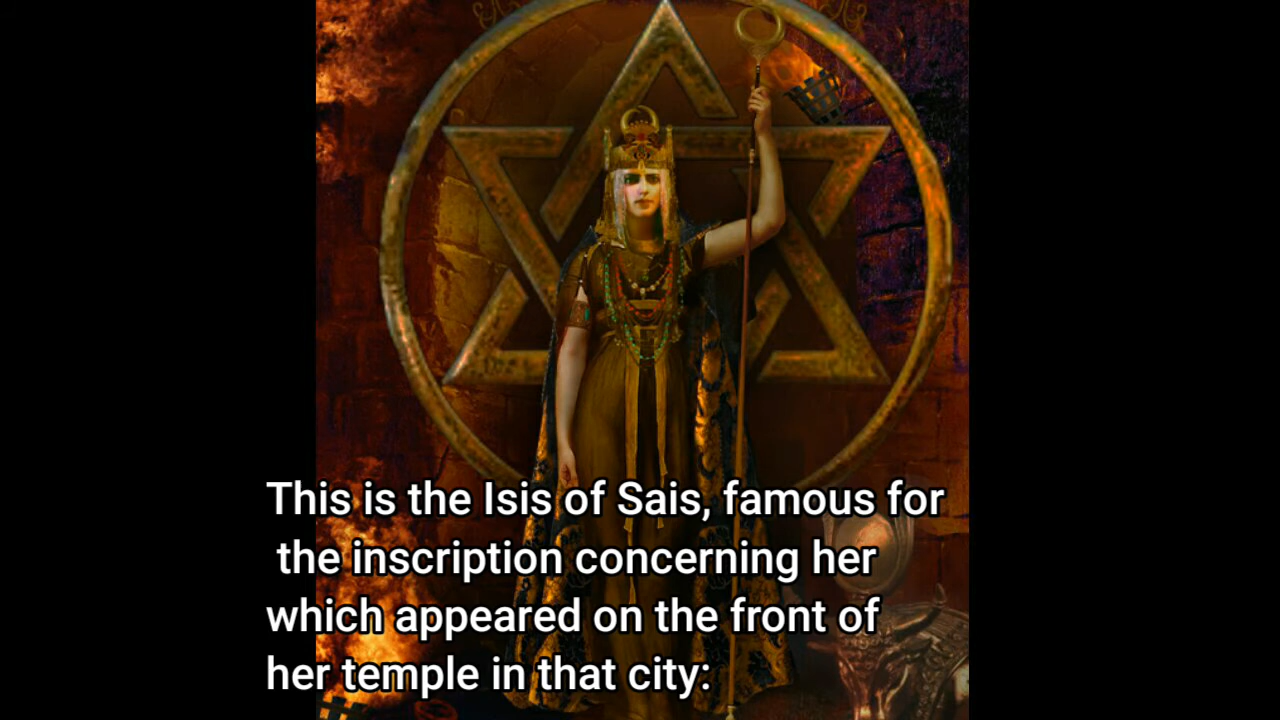 This is the Isis of Sais, famous for
the inscription concerning her
which appeared on the front of
her temple in that city: